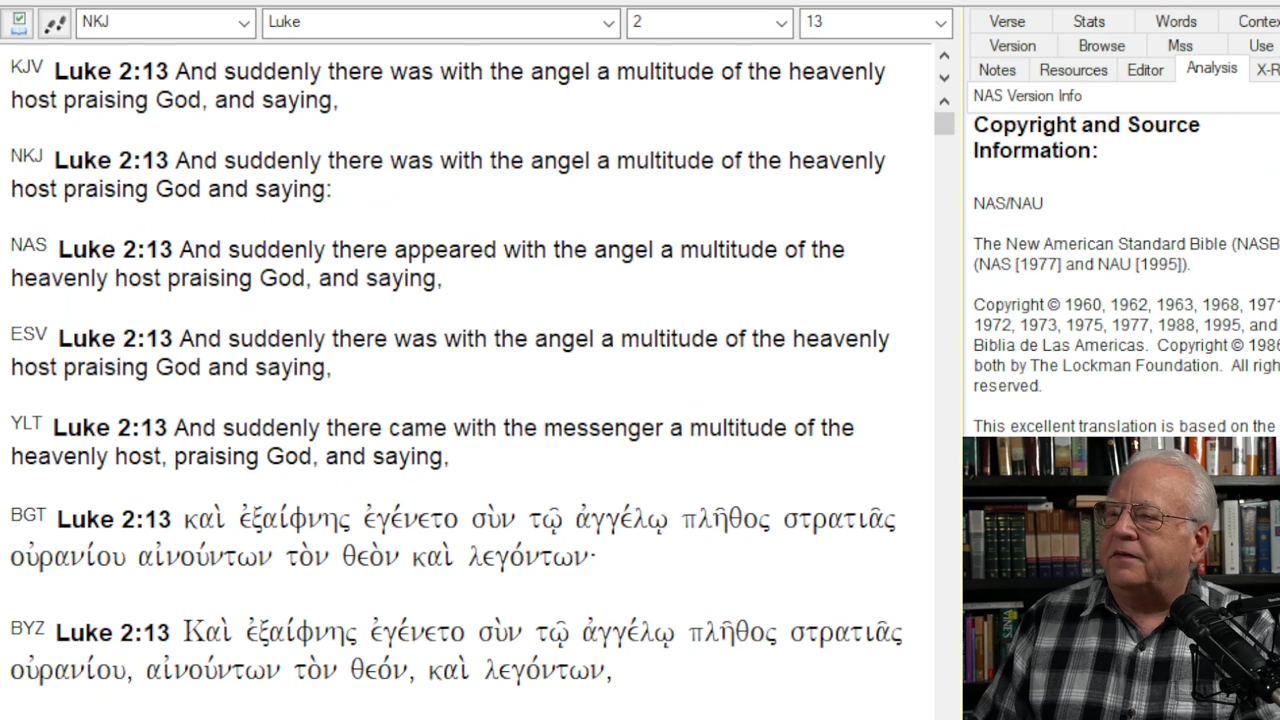 NKJ Luke 2 13
KJV Luke 2:13 And suddenly there was with the angel a multitude of the heavenly
host praising God, and saying,
NKJ Luke 2:13 And suddenly there was with the angel a multitude of the heavenly
host praising God and saying:
NAS Luke 2:13 And suddenly there appeared with the angel a multitude of the
heavenly host praising God, and saying,
ESV Luke 2:13 And suddenly there was with the angel a multitude of the heavenly
host praising God and saying,
YLT Luke 2:13 And suddenly there came with the messenger a multitude of the
heavenly host, praising God, and saying,
BGT Luke 2:13 καὶ ἐξαίφνης ἐγένετο σὺν τῷ ἀγγέλῳ πλῆθος στρατιᾶς
οὐρανίου αἰνούντων τὸν θεὸν καὶ λεγόντων·
BYZ Luke 2:13 Καὶ ἐξαίφνης ἐγένετο σὺν τῷ ἀγγέλῳ πλῆθος στρατιᾶς
οὐρανίου, αἰνούντων τὸν θεόν, καὶ λεγόντων,
Verse Stats Words Contex
Version Browse Mss Use
Notes Resources Editor Analysis X-R
NAS Version Info
Copyright and Source
Information:
NAS/NAU
The New American Standard Bible (NASB
(NAS [1977] and NAU [1995]).
Copyright © 1960, 1962, 1963, 1968, 1971
1972, 1973, 1975, 1977, 1988, 1995, and
Biblia de Las Americas. Copyright © 1986
both by The Lockman Foundation. All righ
reserved.
This excellent translation is based on the